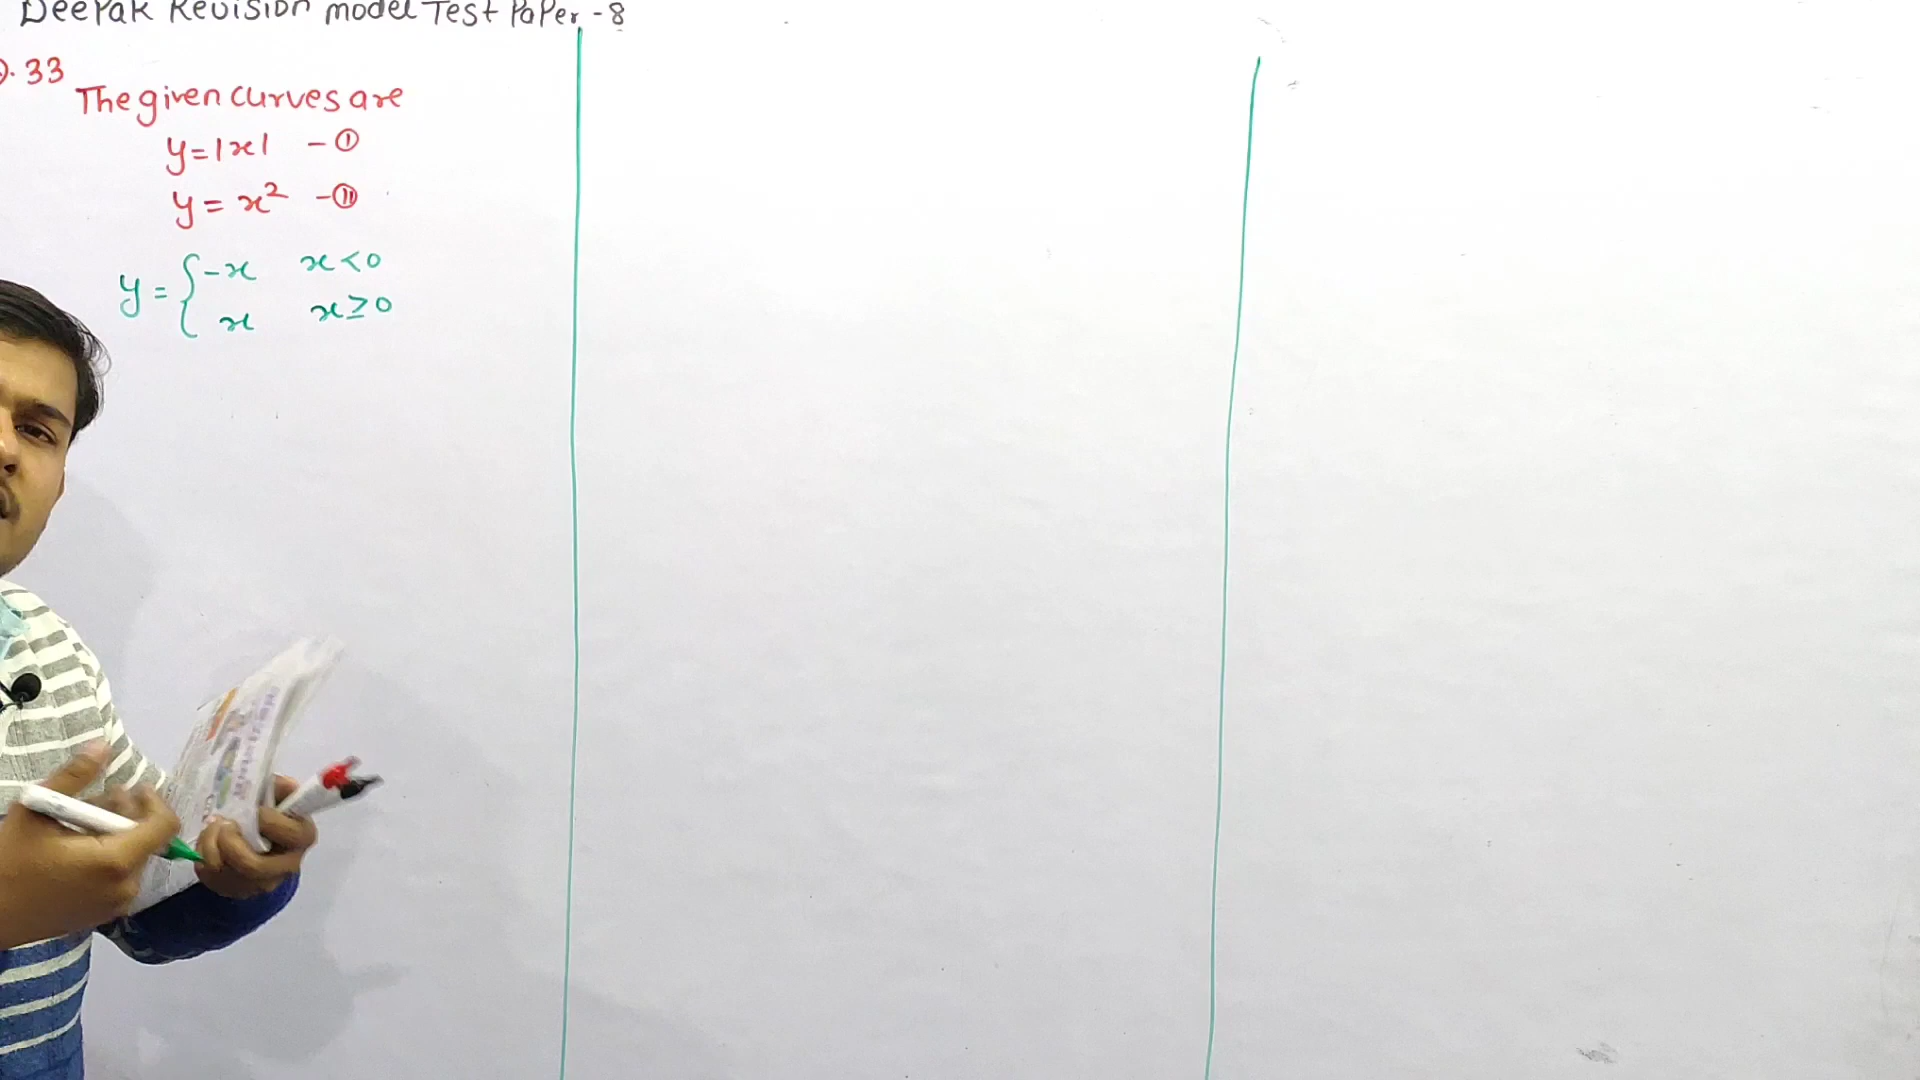 Deepak Revision model Test Paper - 8
Q. 33
The given curves are
y=|x| - ①
y = x² - ⑪
y = { -x x < 0
x x ≥ 0